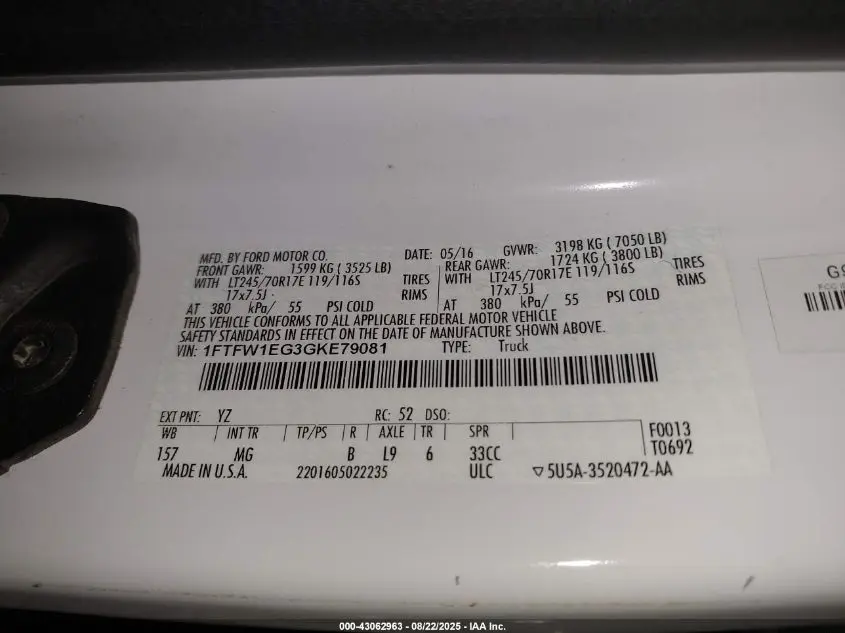 MFD. BY FORD MOTOR CO. DATE: 05/16 GVWR: 3198 KG ( 7050 LB)
FRONT GAWR: 1599 KG ( 3525 LB) REAR GAWR: 1724 KG ( 3800 LB)
WITH LT245/70R17E 119/116S TIRES WITH LT245/70R17E 119/116S TIRES
17x7.5J RIMS 17x7.5J RIMS
AT 380 kPa/ 55 PSI COLD AT 380 kPa/ 55 PSI COLD
THIS VEHICLE CONFORMS TO ALL APPLICABLE FEDERAL MOTOR VEHICLE
SAFETY STANDARDS IN EFFECT ON THE DATE OF MANUFACTURE SHOWN ABOVE.
VIN: 1FTFW1EG3GKE79081 TYPE: Truck
EXT PNT: YZ RC: 52 DSO:
WB INT TR TP/PS R AXLE TR SPR F0013
157 MG B L9 6 33CC T0692
MADE IN U.S.A. 2201605022235 ULC ▽5U5A-3520472-AA
000-43062963 - 08/22/2025 - IAA Inc.